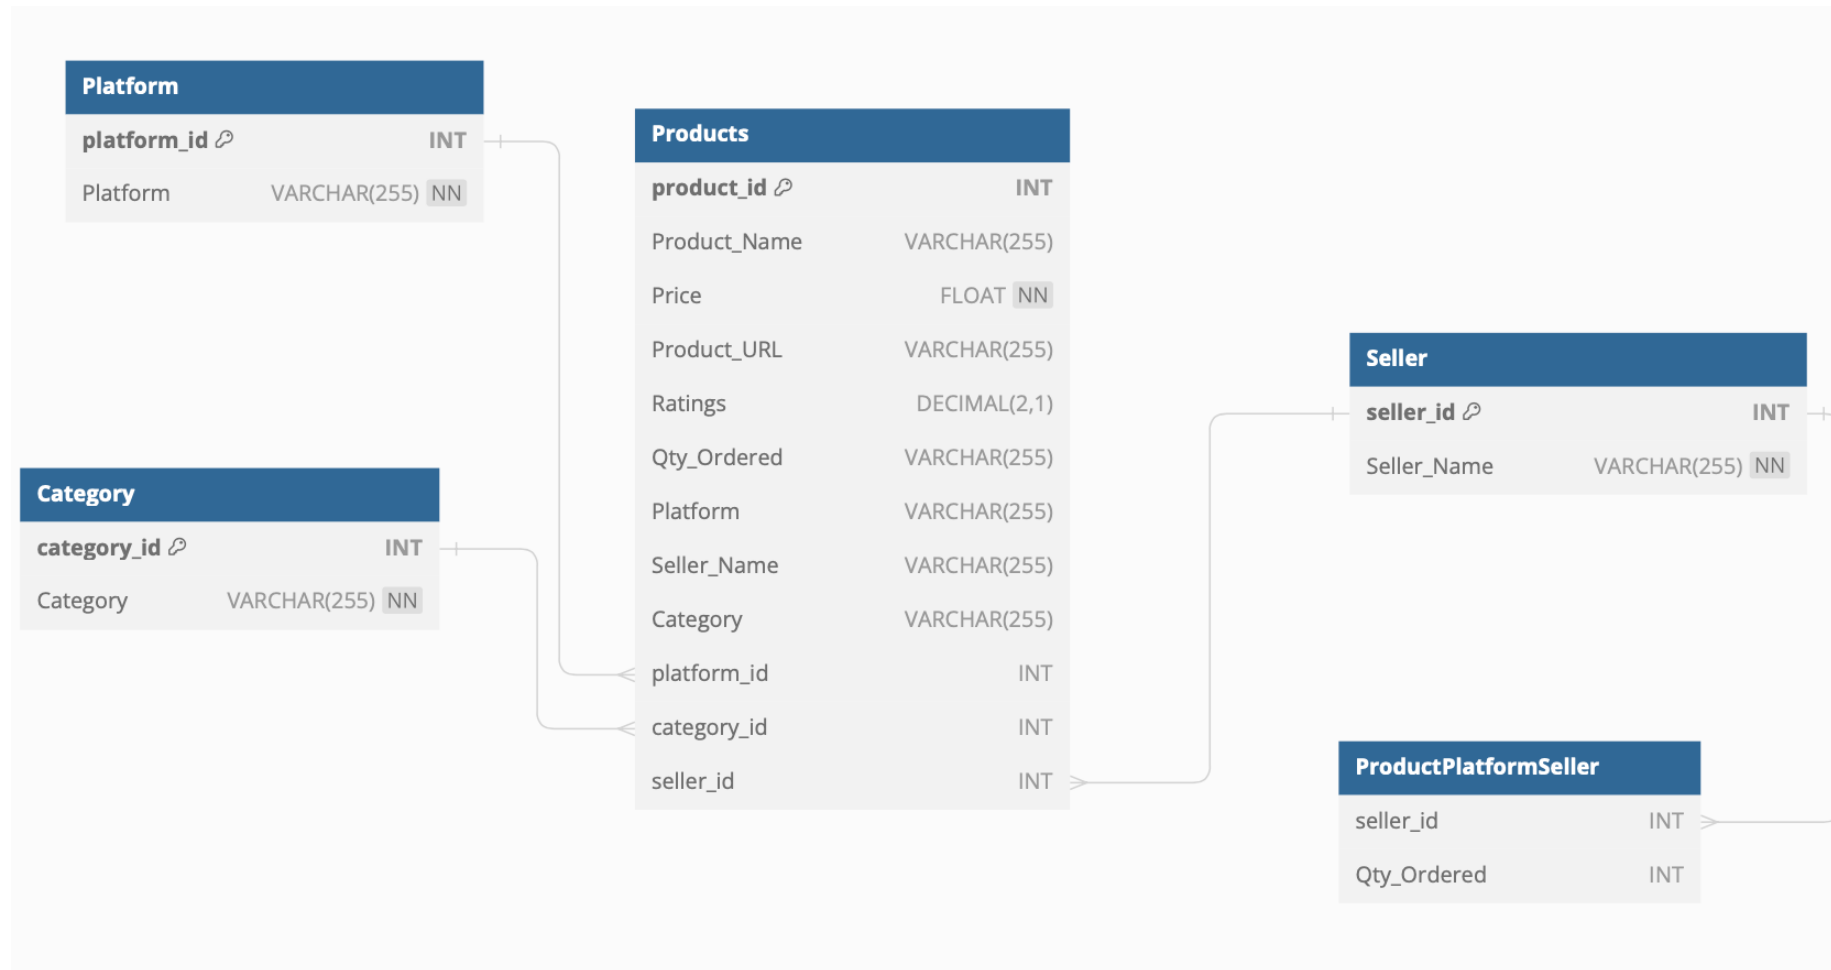 Platform
platform_id INT
Platform VARCHAR(255) NN
Products
product_id INT
Product_Name VARCHAR(255)
Price FLOAT NN
Product_URL VARCHAR(255)
Ratings DECIMAL(2,1)
Qty_Ordered VARCHAR(255)
Platform VARCHAR(255)
Seller_Name VARCHAR(255)
Category VARCHAR(255)
platform_id INT
category_id INT
seller_id INT
Category
category_id INT
Category VARCHAR(255) NN
Seller
seller_id INT
Seller_Name VARCHAR(255) NN
ProductPlatformSeller
seller_id INT
Qty_Ordered INT